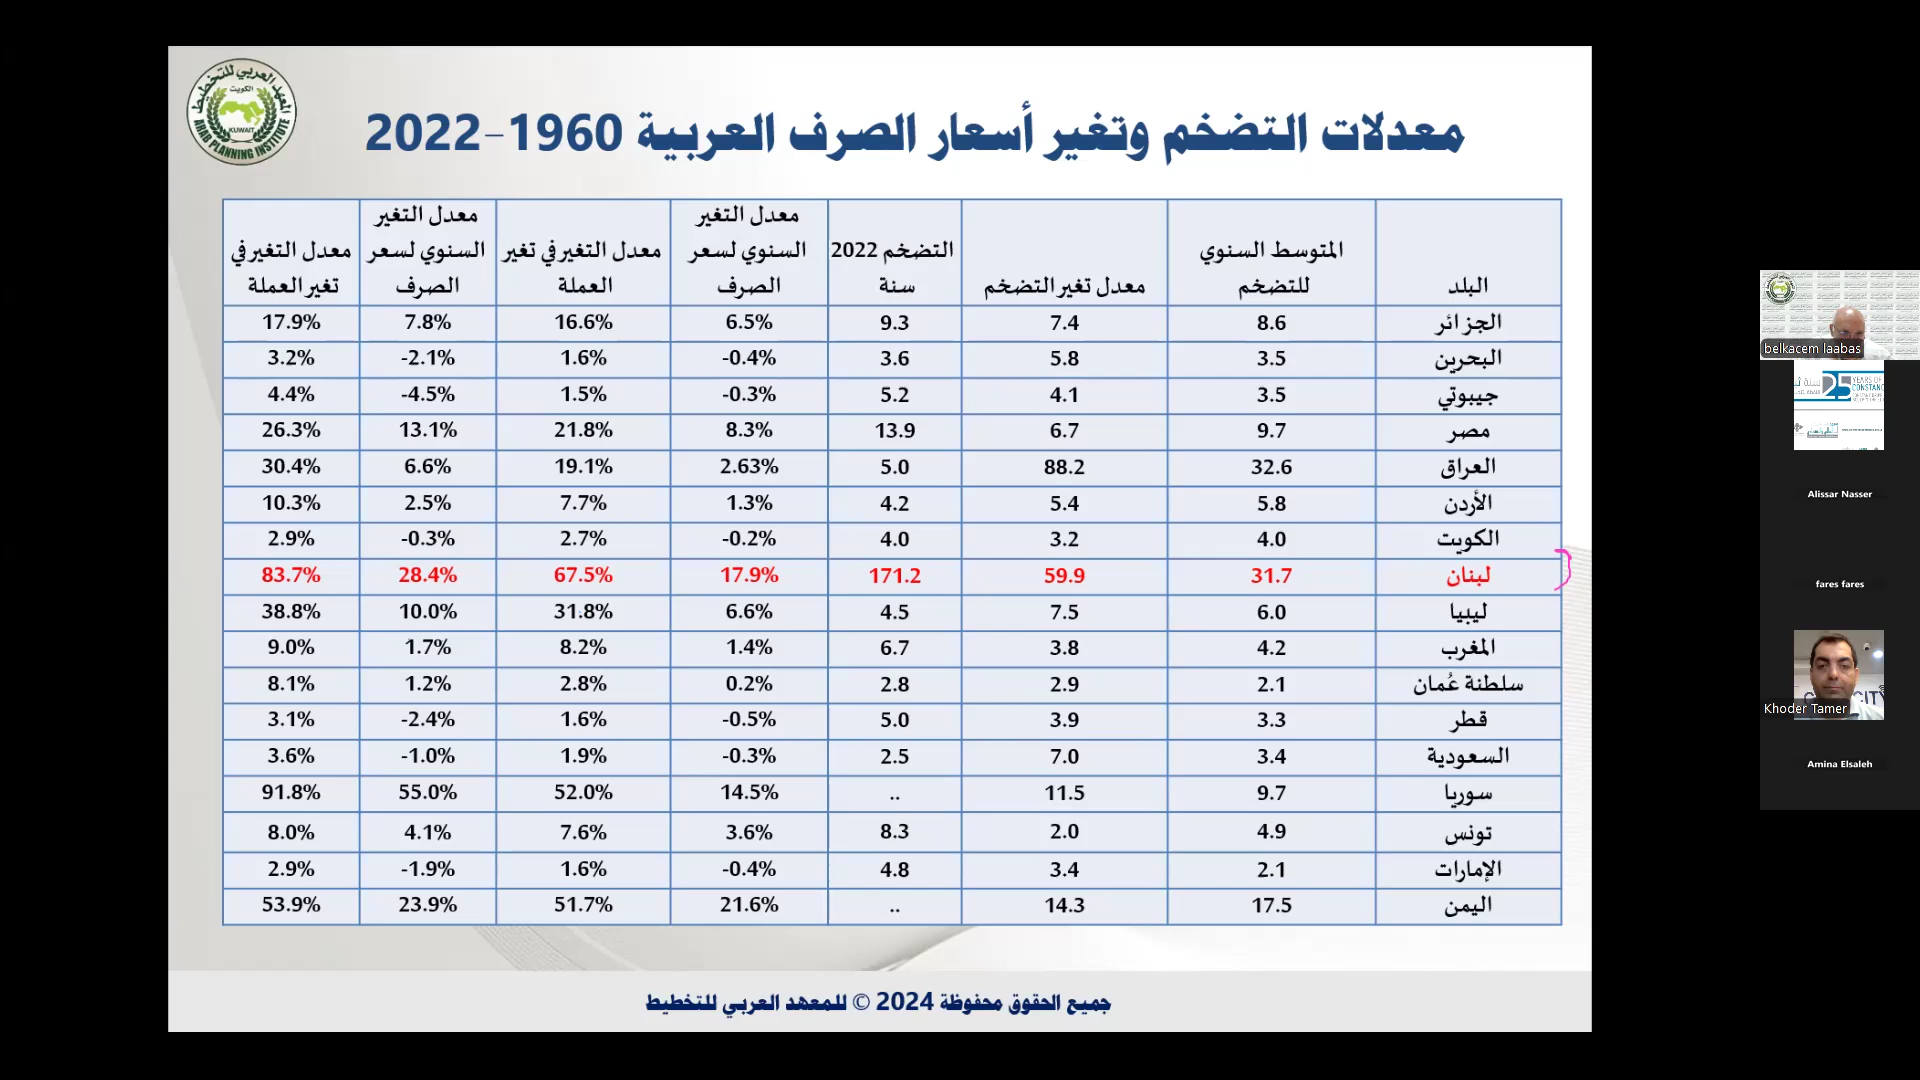 المعهد العربي للتخطيط
الكويت
KUWAIT
ARAB PLANNING INSTITUTE
معدلات التضخم وتغير أسعار الصرف العربية 1960-2022
البلد المتوسط السنوي للتضخم معدل تغير التضخم التضخم 2022 سنة معدل التغير السنوي لسعر الصرف معدل التغير في تغير العملة معدل التغير السنوي لسعر الصرف معدل التغير في تغير العملة
الجزائر 8.6 7.4 9.3 6.5% 16.6% 7.8% 17.9%
البحرين 3.5 5.8 3.6 -0.4% 1.6% -2.1% 3.2%
جيبوتي 3.5 4.1 5.2 -0.3% 1.5% -4.5% 4.4%
مصر 9.7 6.7 13.9 8.3% 21.8% 13.1% 26.3%
العراق 32.6 88.2 5.0 2.63% 19.1% 6.6% 30.4%
الأردن 5.8 5.4 4.2 1.3% 7.7% 2.5% 10.3%
الكويت 4.0 3.2 4.0 -0.2% 2.7% -0.3% 2.9%
لبنان 31.7 59.9 171.2 17.9% 67.5% 28.4% 83.7%
ليبيا 6.0 7.5 4.5 6.6% 31.8% 10.0% 38.8%
المغرب 4.2 3.8 6.7 1.4% 8.2% 1.7% 9.0%
سلطنة عُمان 2.1 2.9 2.8 0.2% 2.8% 1.2% 8.1%
قطر 3.3 3.9 5.0 -0.5% 1.6% -2.4% 3.1%
السعودية 3.4 7.0 2.5 -0.3% 1.9% -1.0% 3.6%
سوريا 9.7 11.5 .. 14.5% 52.0% 55.0% 91.8%
تونس 4.9 2.0 8.3 3.6% 7.6% 4.1% 8.0%
الإمارات 2.1 3.4 4.8 -0.4% 1.6% -1.9% 2.9%
اليمن 17.5 14.3 .. 21.6% 51.7% 23.9% 53.9%
جميع الحقوق محفوظة 2024 © للمعهد العربي للتخطيط
belkacem laabas
25 YEARS OF
Alissar Nasser
fares fares
Khoder Tamer
Amina Elsaleh